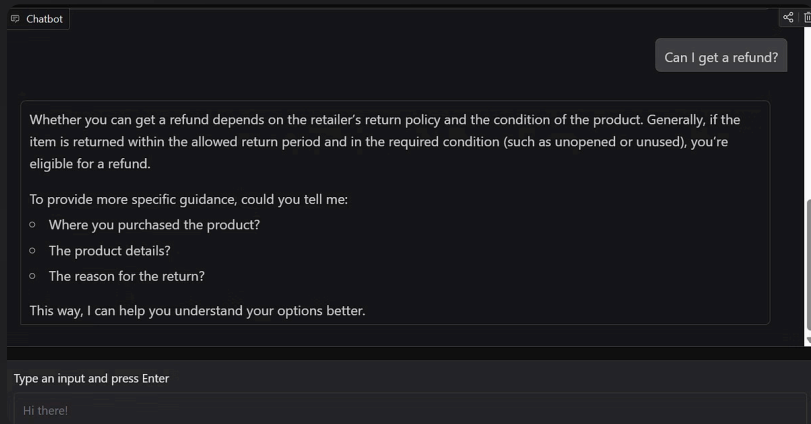 Chatbot
Can I get a refund?
Whether you can get a refund depends on the retailer’s return policy and the condition of the product. Generally, if the
item is returned within the allowed return period and in the required condition (such as unopened or unused), you’re
eligible for a refund.
To provide more specific guidance, could you tell me:
Where you purchased the product?
The product details?
The reason for the return?
This way, I can help you understand your options better.
Type an input and press Enter
Hi there!